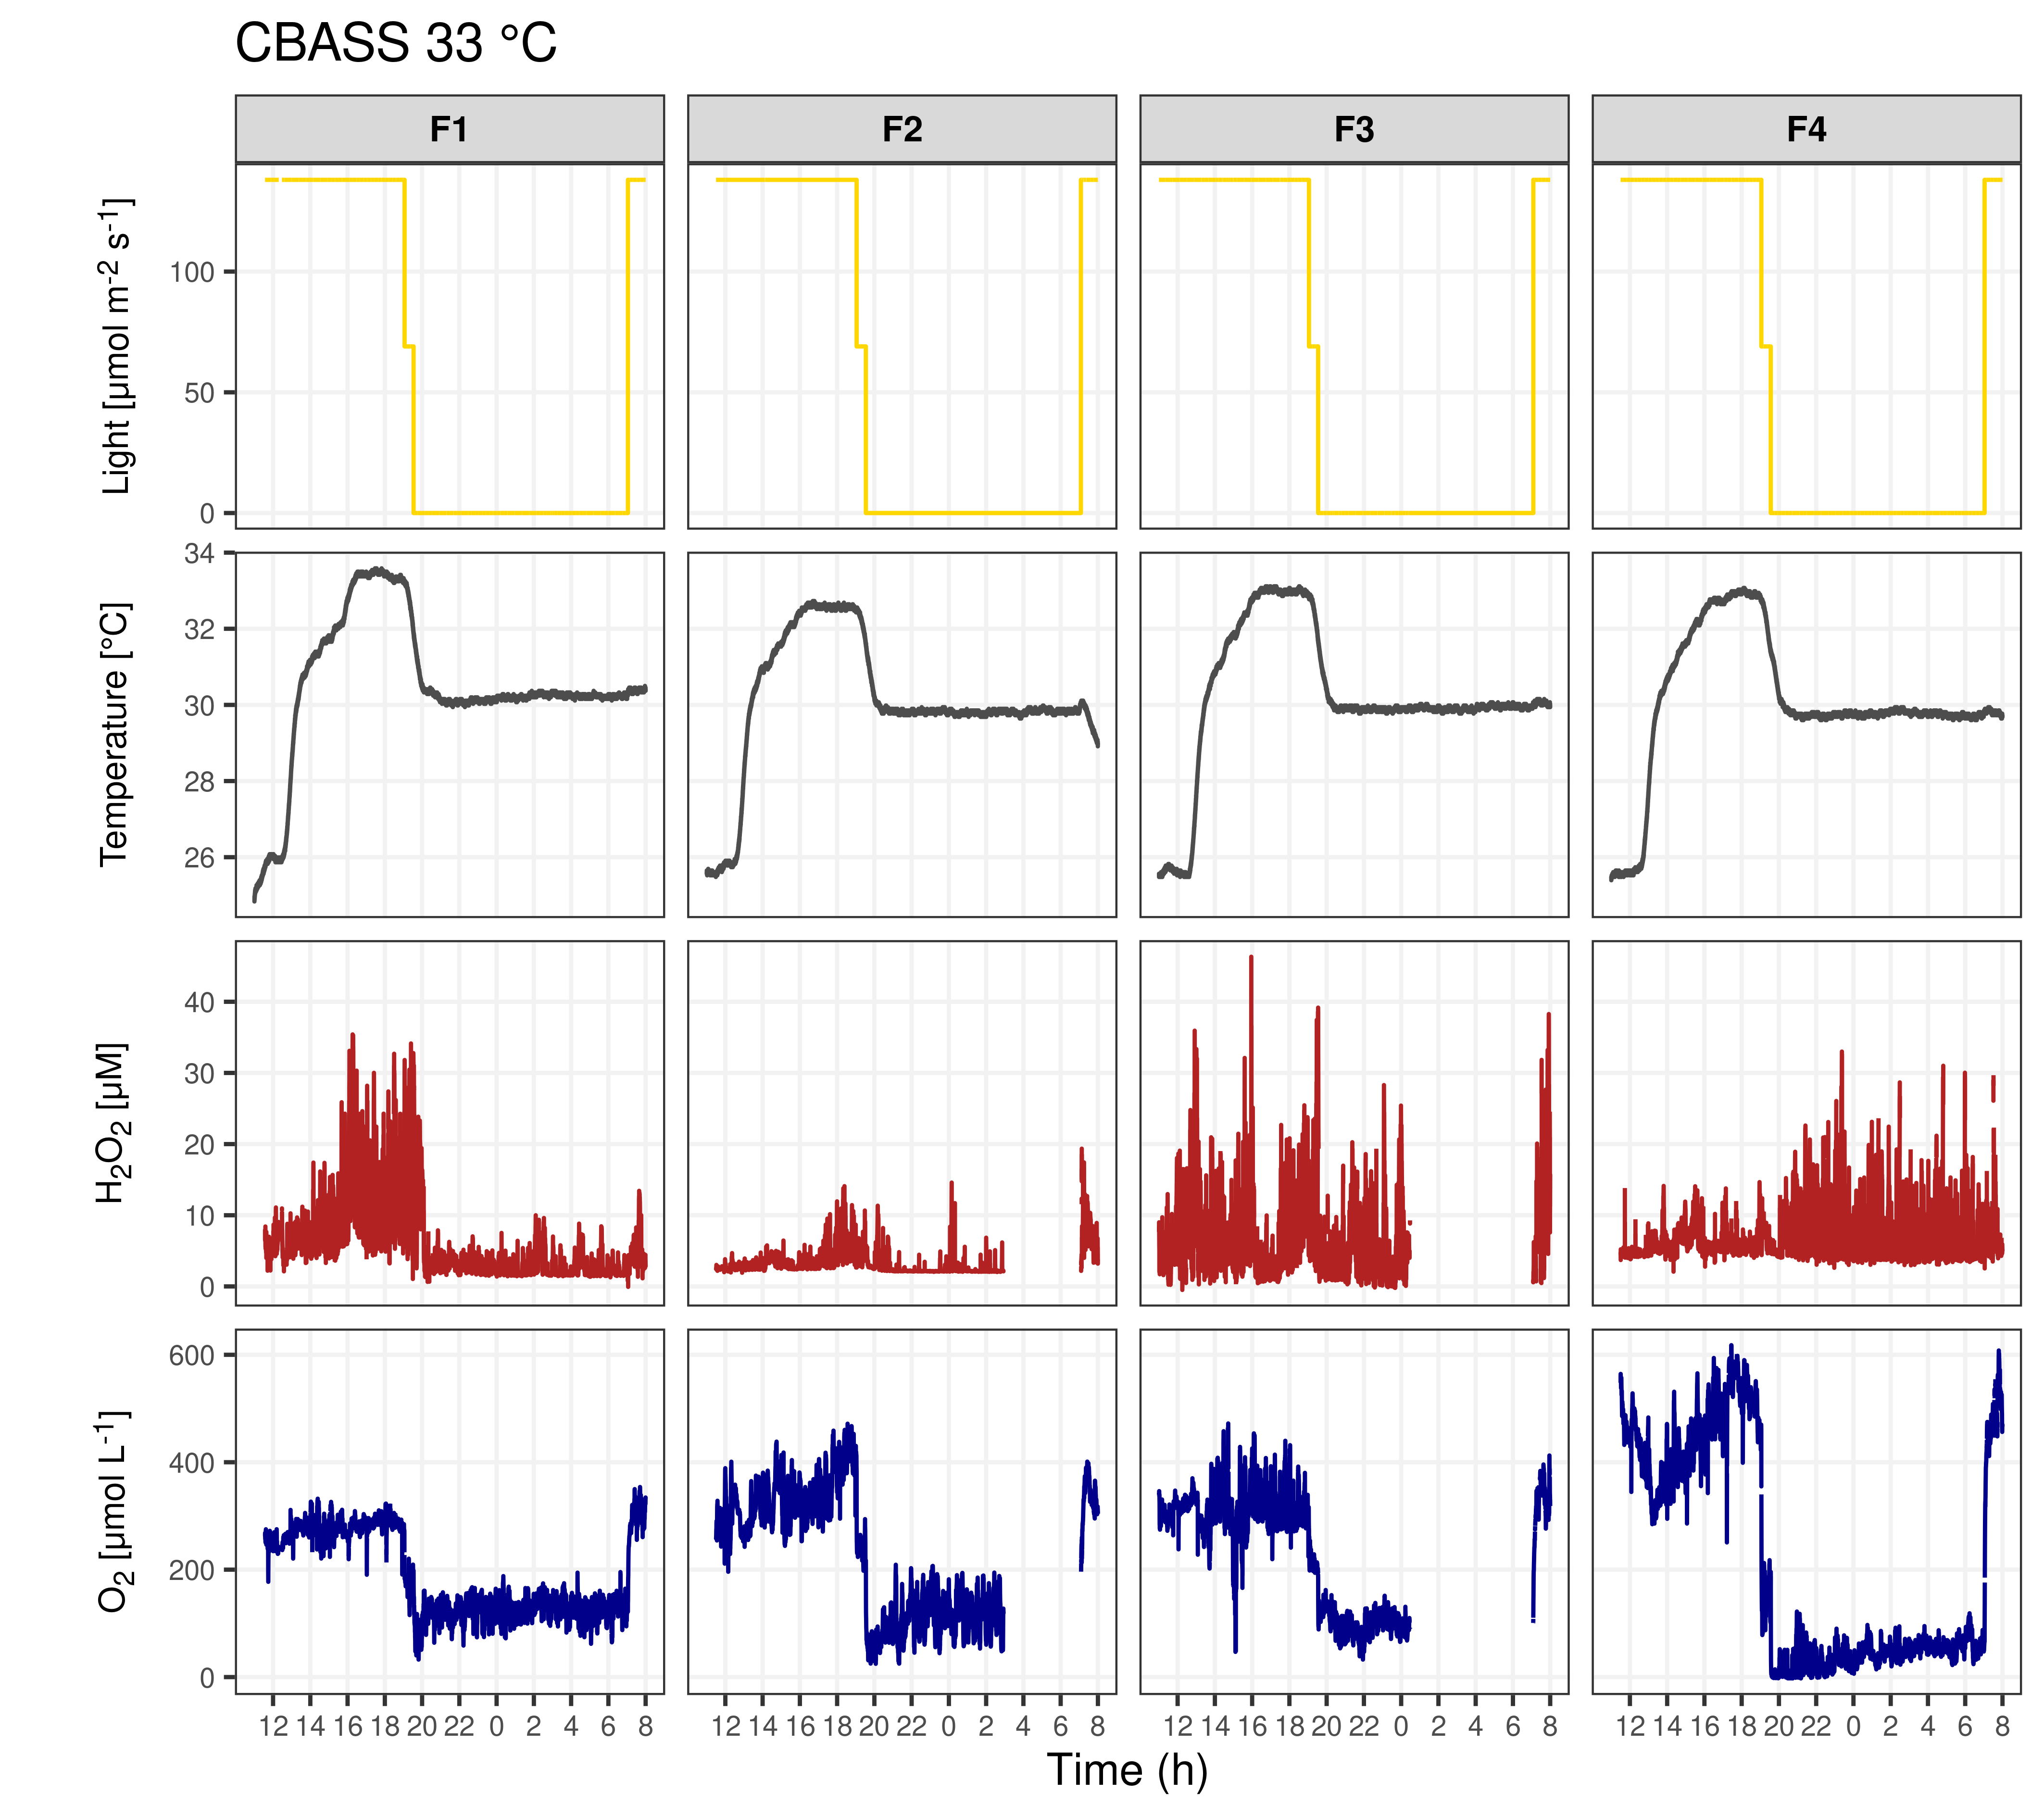 CBASS 33 °C
F1 F2 F3 F4
Light [µmol m⁻² s⁻¹]
100
50
0
Temperature [°C]
34
32
30
28
26
H₂O₂ [µM]
40
30
20
10
0
O₂ [µmol L⁻¹]
600
400
200
0
12 14 16 18 20 22 0 2 4 6 8 12 14 16 18 20 22 0 2 4 6 8 12 14 16 18 20 22 0 2 4 6 8 12 14 16 18 20 22 0 2 4 6 8
Time (h)